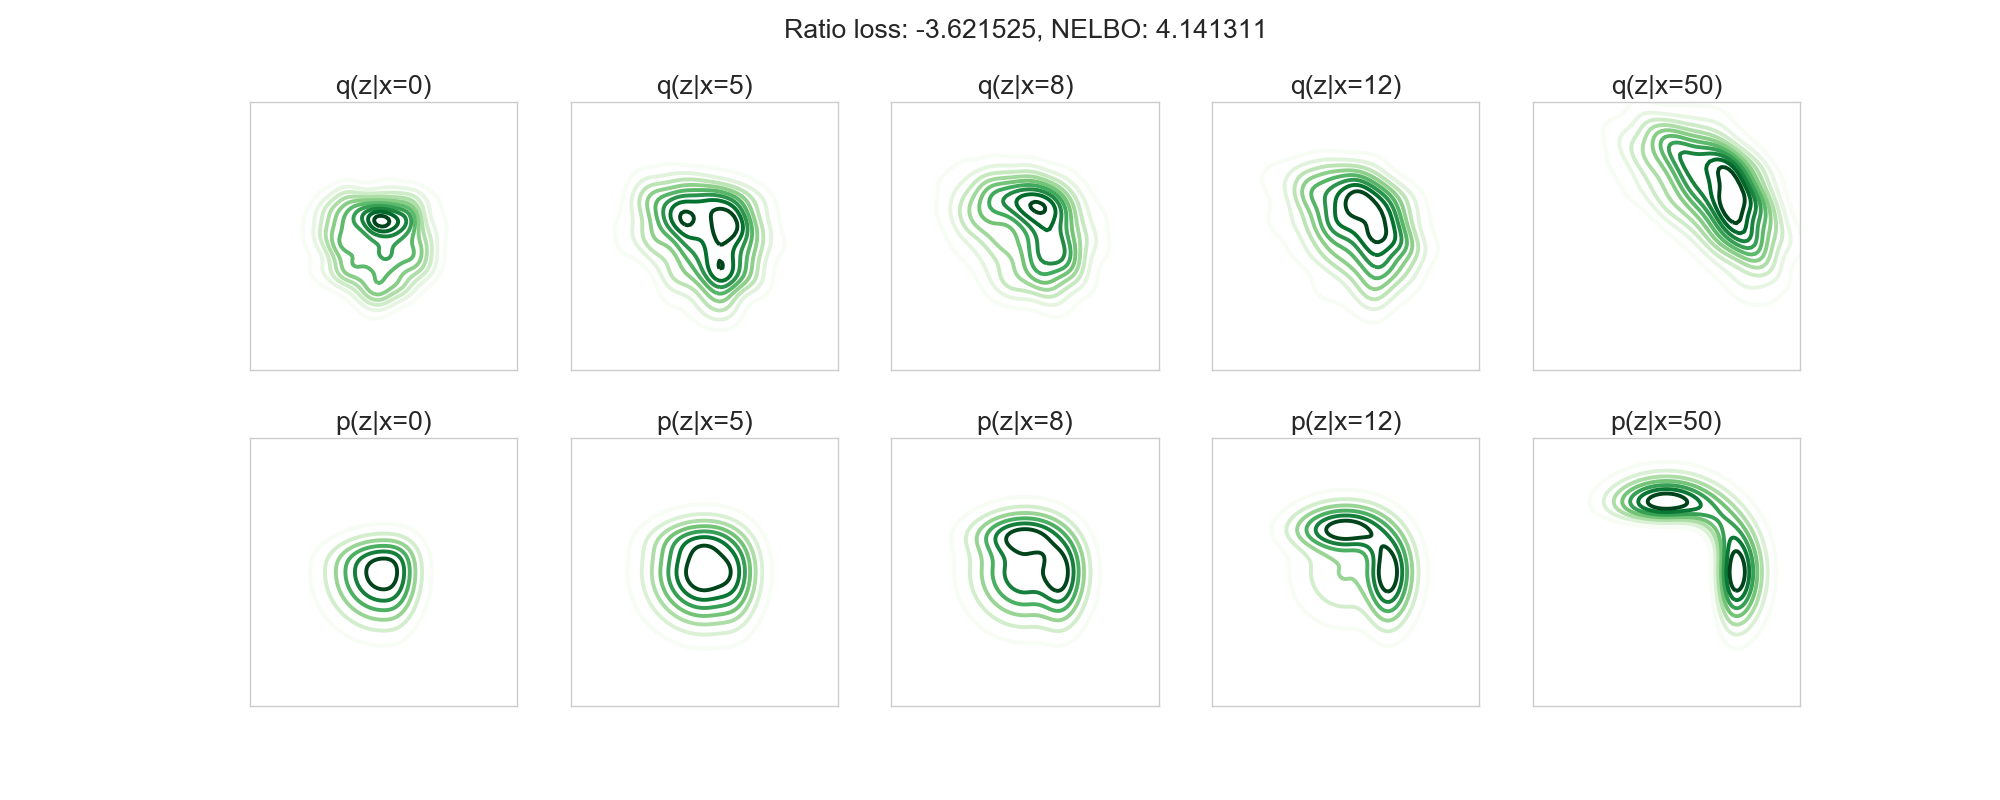 Ratio loss: -3.621525, NELBO: 4.141311
q(z|x=0) q(z|x=5) q(z|x=8) q(z|x=12) q(z|x=50)
p(z|x=0) p(z|x=5) p(z|x=8) p(z|x=12) p(z|x=50)